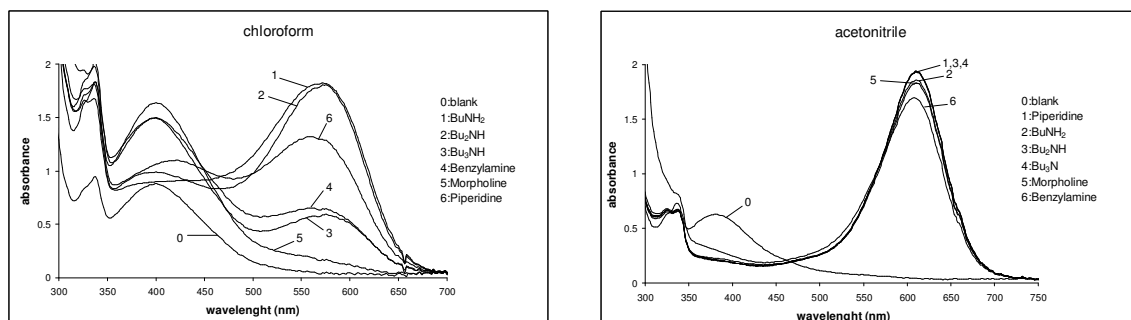 chloroform
2
1.5
1
0.5
0
absorbance
300 350 400 450 500 550 600 650 700
wavelenght (nm)
1
2
6
4
3
5
0
0:blank
1:BuNH₂
2:Bu₂NH
3:Bu₃NH
4:Benzylamine
5:Morpholine
6:Piperidine
acetonitrile
2
1.5
1
0.5
0
absorbance
300 350 400 450 500 550 600 650 700 750
wavelenght (nm)
1,3,4
2
5
6
0
0:blank
1:Piperidine
2:BuNH₂
3:Bu₂NH
4:Bu₃N
5:Morpholine
6:Benzylamine